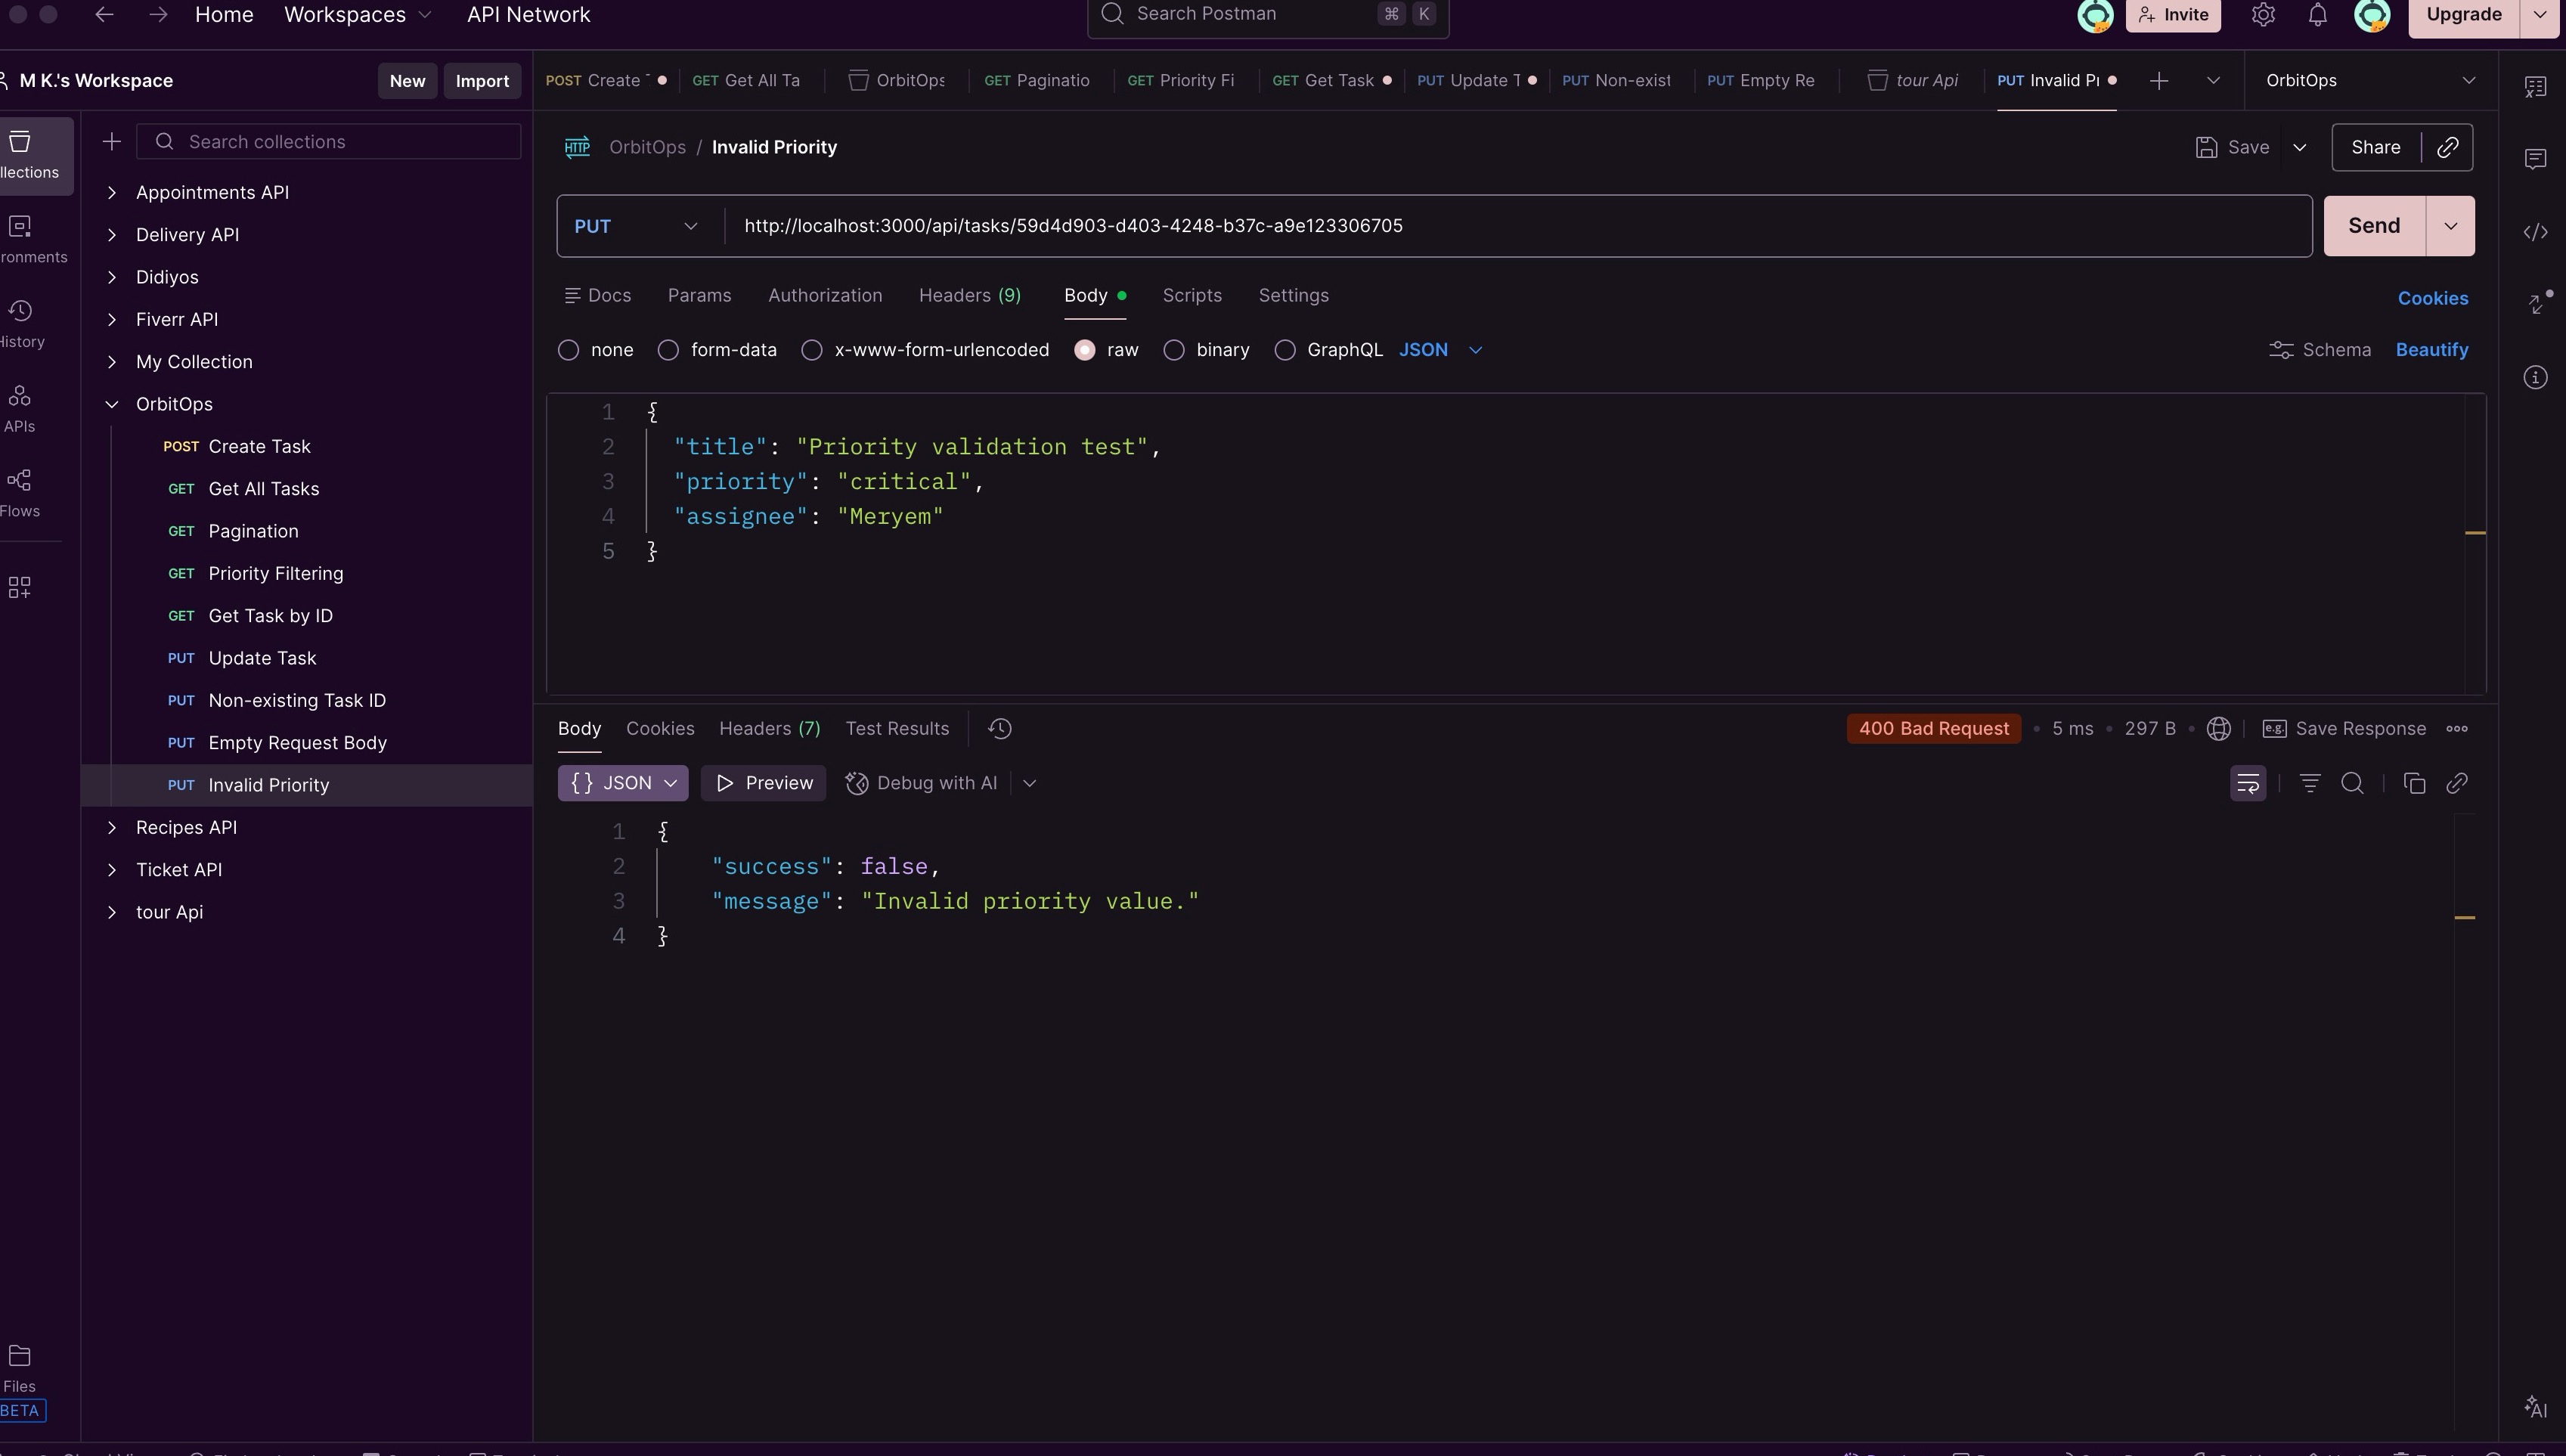 Home Workspaces API Network Search Postman ⌘ K Invite Upgrade
M K.'s Workspace New Import
POST Create GET Get All Ta OrbitOps GET Paginatio GET Priority Fi GET Get Task PUT Update T PUT Non-exist PUT Empty Re tour Api PUT Invalid Pr OrbitOps
llections
ronments
History
APIs
Flows
Files
BETA
Search collections
Appointments API
Delivery API
Didiyos
Fiverr API
My Collection
OrbitOps
POST Create Task
GET Get All Tasks
GET Pagination
GET Priority Filtering
GET Get Task by ID
PUT Update Task
PUT Non-existing Task ID
PUT Empty Request Body
PUT Invalid Priority
Recipes API
Ticket API
tour Api
HTTP OrbitOps / Invalid Priority Save Share
PUT http://localhost:3000/api/tasks/59d4d903-d403-4248-b37c-a9e123306705 Send
Docs Params Authorization Headers (9) Body Scripts Settings Cookies
none form-data x-www-form-urlencoded raw binary GraphQL JSON Schema Beautify
1 {
2 "title": "Priority validation test",
3 "priority": "critical",
4 "assignee": "Meryem"
5 }
Body Cookies Headers (7) Test Results 400 Bad Request • 5 ms • 297 B • e.g. Save Response
{} JSON Preview Debug with AI
1 {
2 "success": false,
3 "message": "Invalid priority value."
4 }
AI